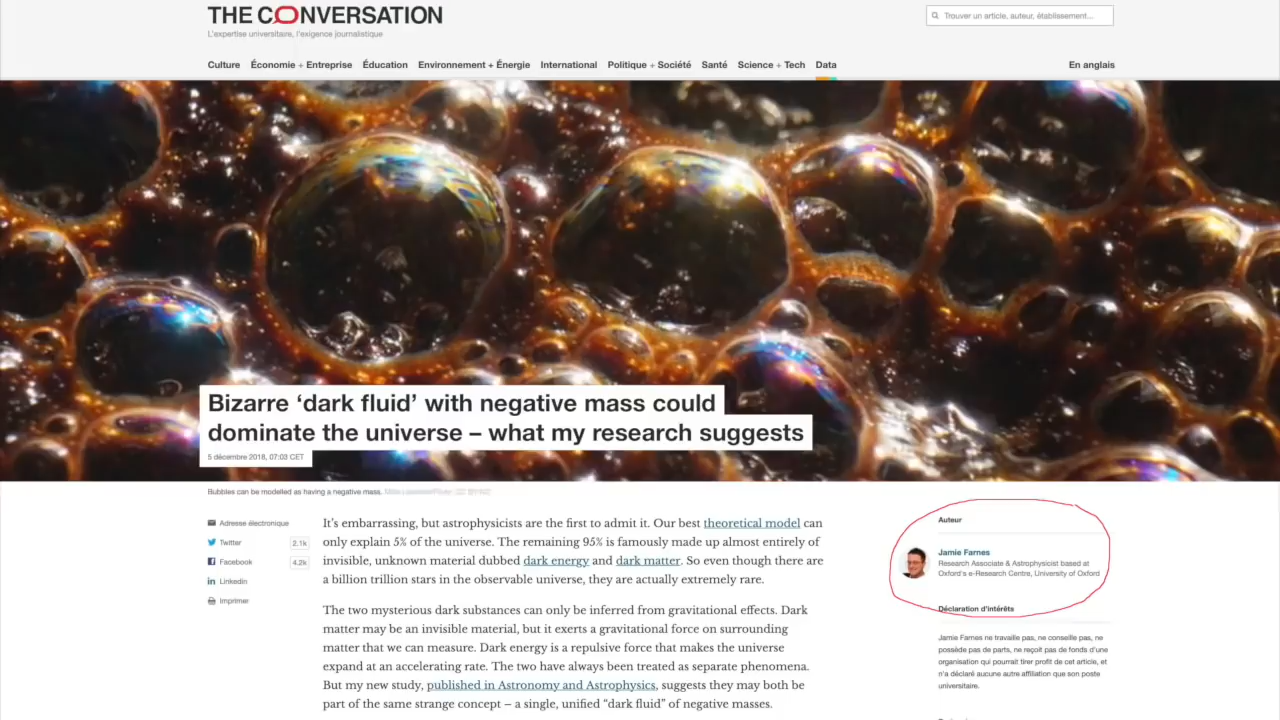 THE CONVERSATION
L'expertise universitaire, l'exigence journalistique
Trouver un article, auteur, établissement...
Culture Économie + Entreprise Éducation Environnement + Énergie International Politique + Société Santé Science + Tech Data En anglais
Bizarre ‘dark fluid’ with negative mass could
dominate the universe – what my research suggests
5 décembre 2018, 07:03 CET
Bubbles can be modelled as having a negative mass.
Adresse électronique
Twitter 2.1k
Facebook 4.2k
Linkedin
Imprimer
It’s embarrassing, but astrophysicists are the first to admit it. Our best theoretical model can
only explain 5% of the universe. The remaining 95% is famously made up almost entirely of
invisible, unknown material dubbed dark energy and dark matter. So even though there are
a billion trillion stars in the observable universe, they are actually extremely rare.
The two mysterious dark substances can only be inferred from gravitational effects. Dark
matter may be an invisible material, but it exerts a gravitational force on surrounding
matter that we can measure. Dark energy is a repulsive force that makes the universe
expand at an accelerating rate. The two have always been treated as separate phenomena.
But my new study, published in Astronomy and Astrophysics, suggests they may both be
part of the same strange concept – a single, unified “dark fluid” of negative masses.
Auteur
Jamie Farnes
Research Associate & Astrophysicist based at
Oxford's e-Research Centre, University of Oxford
Déclaration d’intérêts
Jamie Farnes ne travaille pas, ne conseille pas, ne
possède pas de parts, ne reçoit pas de fonds d'une
organisation qui pourrait tirer profit de cet article, et
n'a déclaré aucune autre affiliation que son poste
universitaire.